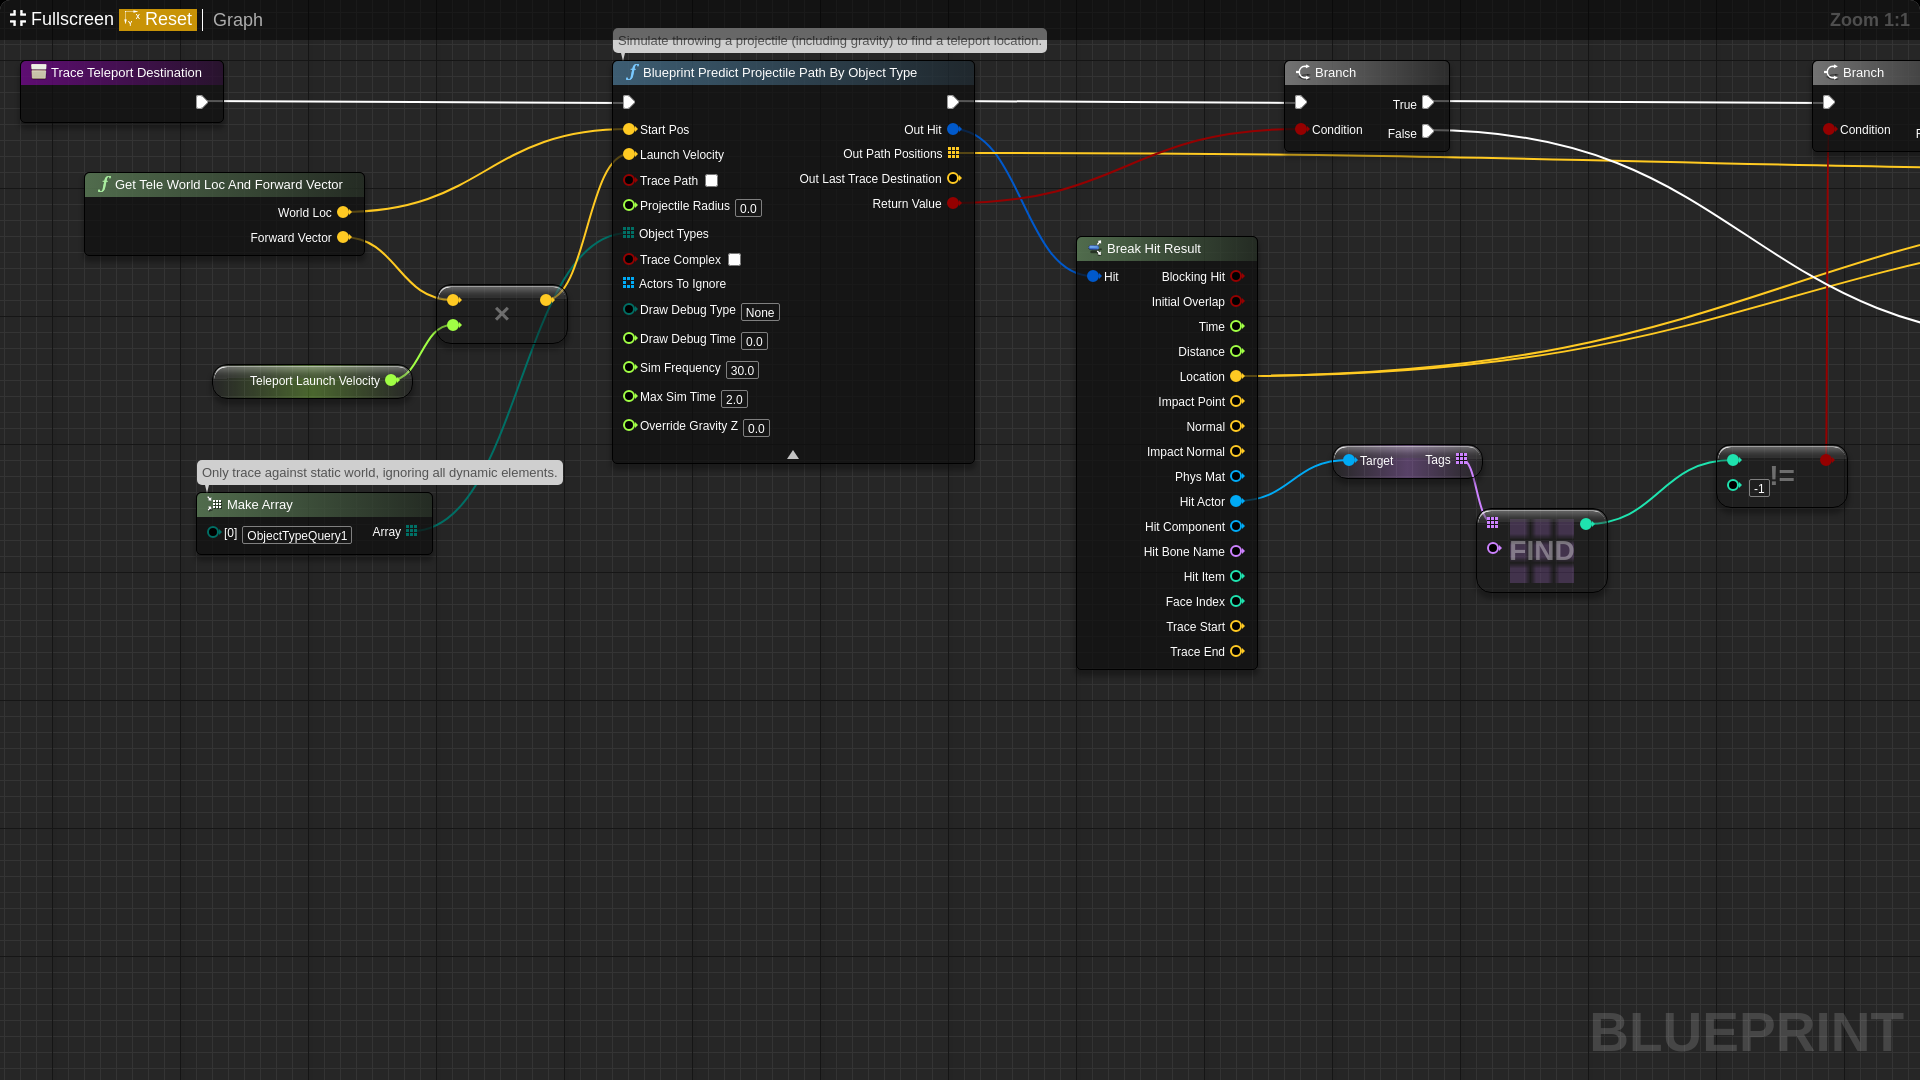 Fullscreen Reset Graph
Zoom 1:1
Simulate throwing a projectile (including gravity) to find a teleport location.
Trace Teleport Destination
Blueprint Predict Projectile Path By Object Type
Start Pos
Launch Velocity
Trace Path
Projectile Radius 0.0
Object Types
Trace Complex
Actors To Ignore
Draw Debug Type None
Draw Debug Time 0.0
Sim Frequency 30.0
Max Sim Time 2.0
Override Gravity Z 0.0
Out Hit
Out Path Positions
Out Last Trace Destination
Return Value
Branch
Condition
True
False
Branch
Condition
F
Get Tele World Loc And Forward Vector
World Loc
Forward Vector
×
Teleport Launch Velocity
Only trace against static world, ignoring all dynamic elements.
Make Array
[0] ObjectTypeQuery1
Array
Break Hit Result
Hit
Blocking Hit
Initial Overlap
Time
Distance
Location
Impact Point
Normal
Impact Normal
Phys Mat
Hit Actor
Hit Component
Hit Bone Name
Hit Item
Face Index
Trace Start
Trace End
Target
Tags
FIND
-1
!=
BLUEPRINT